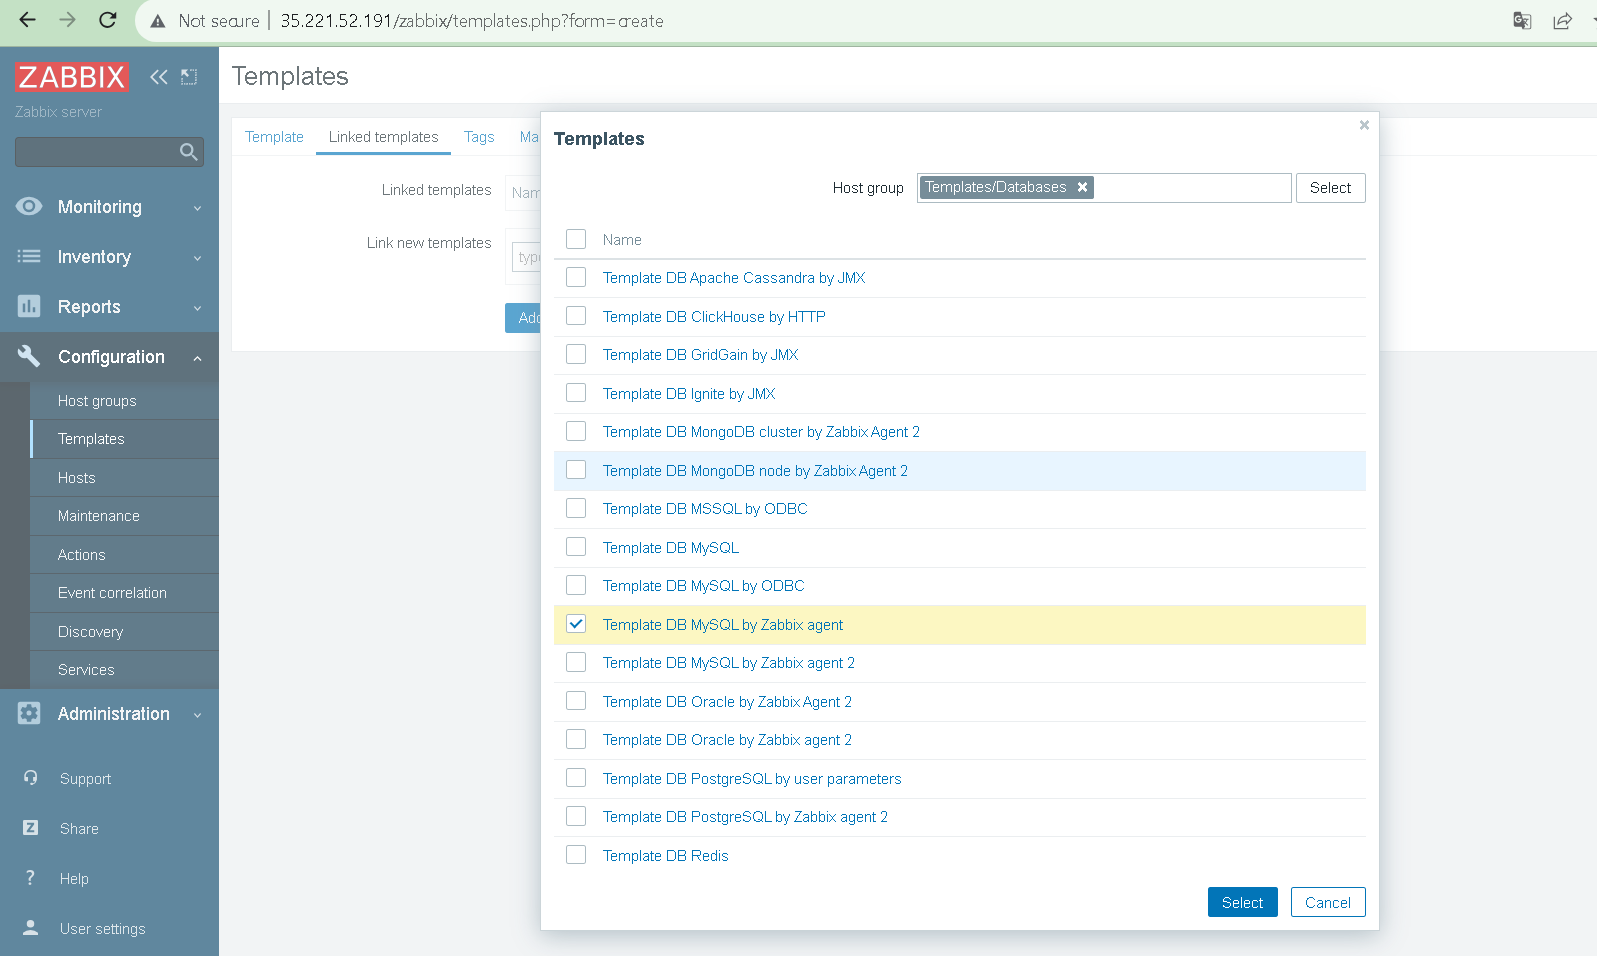 Not secure | 35.221.52.191/zabbix/templates.php?form=create
ZABBIX
Zabbix server
Monitoring
Inventory
Reports
Configuration
Host groups
Templates
Hosts
Maintenance
Actions
Event correlation
Discovery
Services
Administration
Support
Share
Help
User settings
Templates
Template Linked templates Tags Ma
Linked templates Nam
Link new templates type
Add
Templates
Host group Templates/Databases Select
Name
Template DB Apache Cassandra by JMX
Template DB ClickHouse by HTTP
Template DB GridGain by JMX
Template DB Ignite by JMX
Template DB MongoDB cluster by Zabbix Agent 2
Template DB MongoDB node by Zabbix Agent 2
Template DB MSSQL by ODBC
Template DB MySQL
Template DB MySQL by ODBC
Template DB MySQL by Zabbix agent
Template DB MySQL by Zabbix agent 2
Template DB Oracle by Zabbix Agent 2
Template DB Oracle by Zabbix agent 2
Template DB PostgreSQL by user parameters
Template DB PostgreSQL by Zabbix agent 2
Template DB Redis
Select Cancel